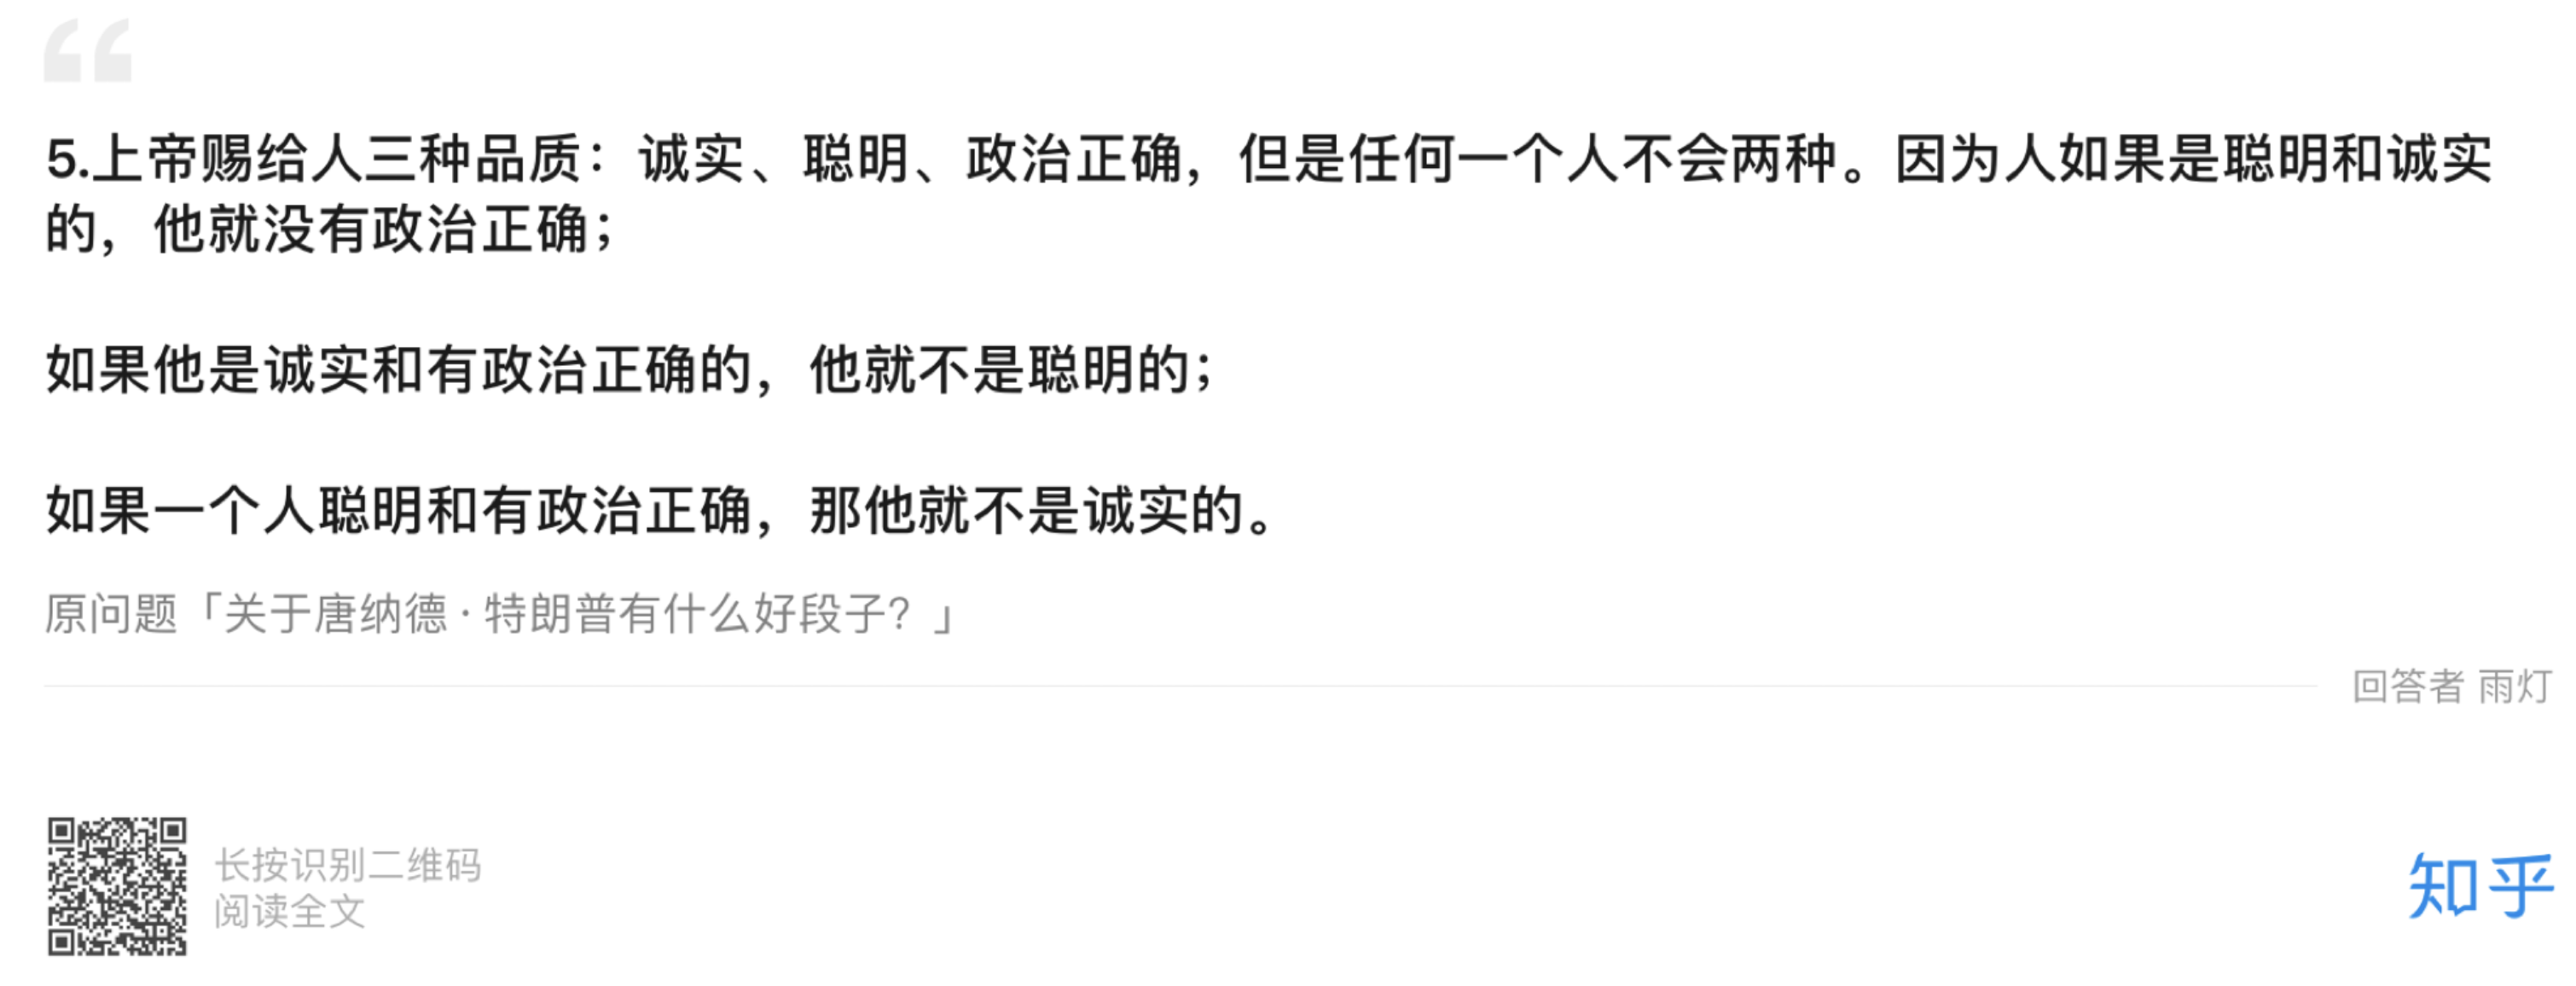 5.上帝赐给人三种品质：诚实、聪明、政治正确，但是任何一个人不会两种。因为人如果是聪明和诚实
的，他就没有政治正确；
如果他是诚实和有政治正确的，他就不是聪明的；
如果一个人聪明和有政治正确，那他就不是诚实的。
原问题「关于唐纳德·特朗普有什么好段子？」
回答者 雨灯
长按识别二维码
阅读全文
知乎